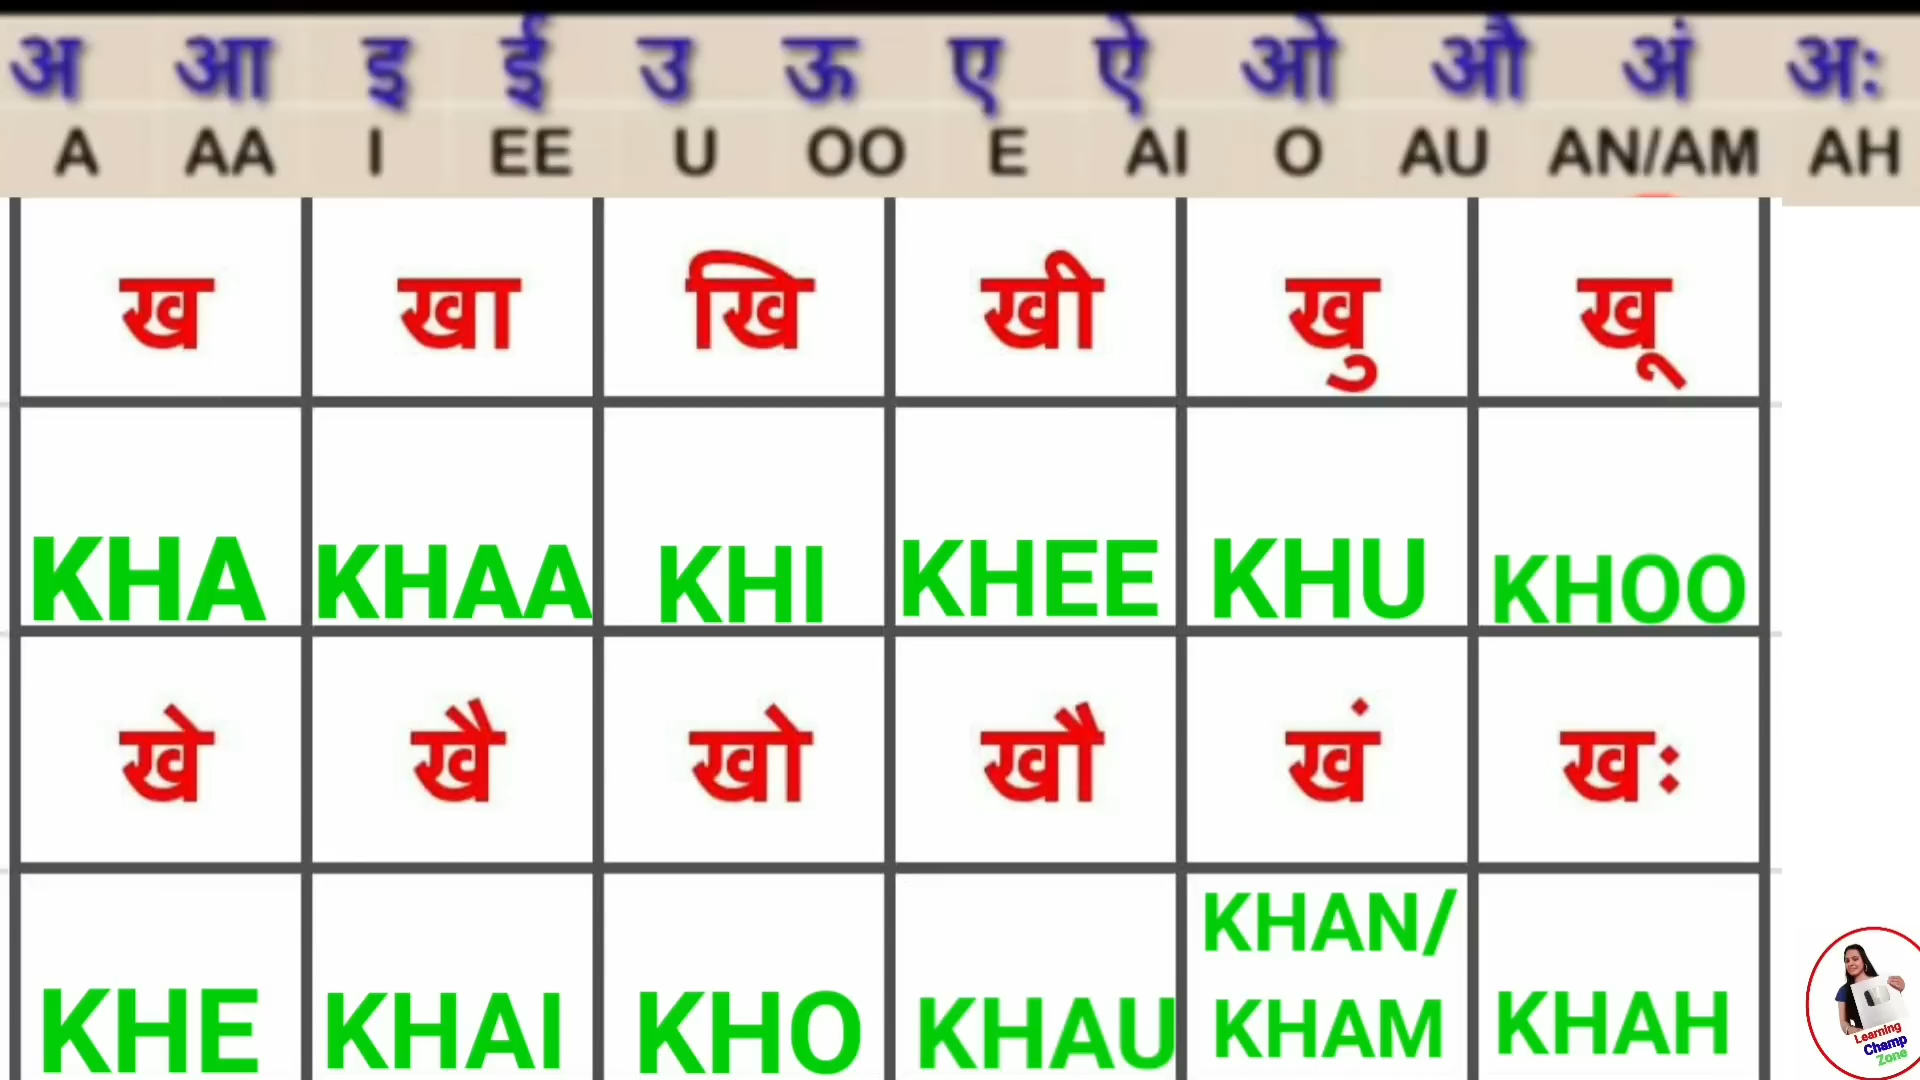 अ आ इ ई उ ऊ ए ऐ ओ औ अं अः
A AA I EE U OO E AI O AU AN/AM AH
ख खा खि खी खु खू
KHA KHAA KHI KHEE KHU KHOO
खे खै खो खौ खं खः
KHE KHAI KHO KHAU KHAN/ KHAM KHAH
Learning
Champ
Zone